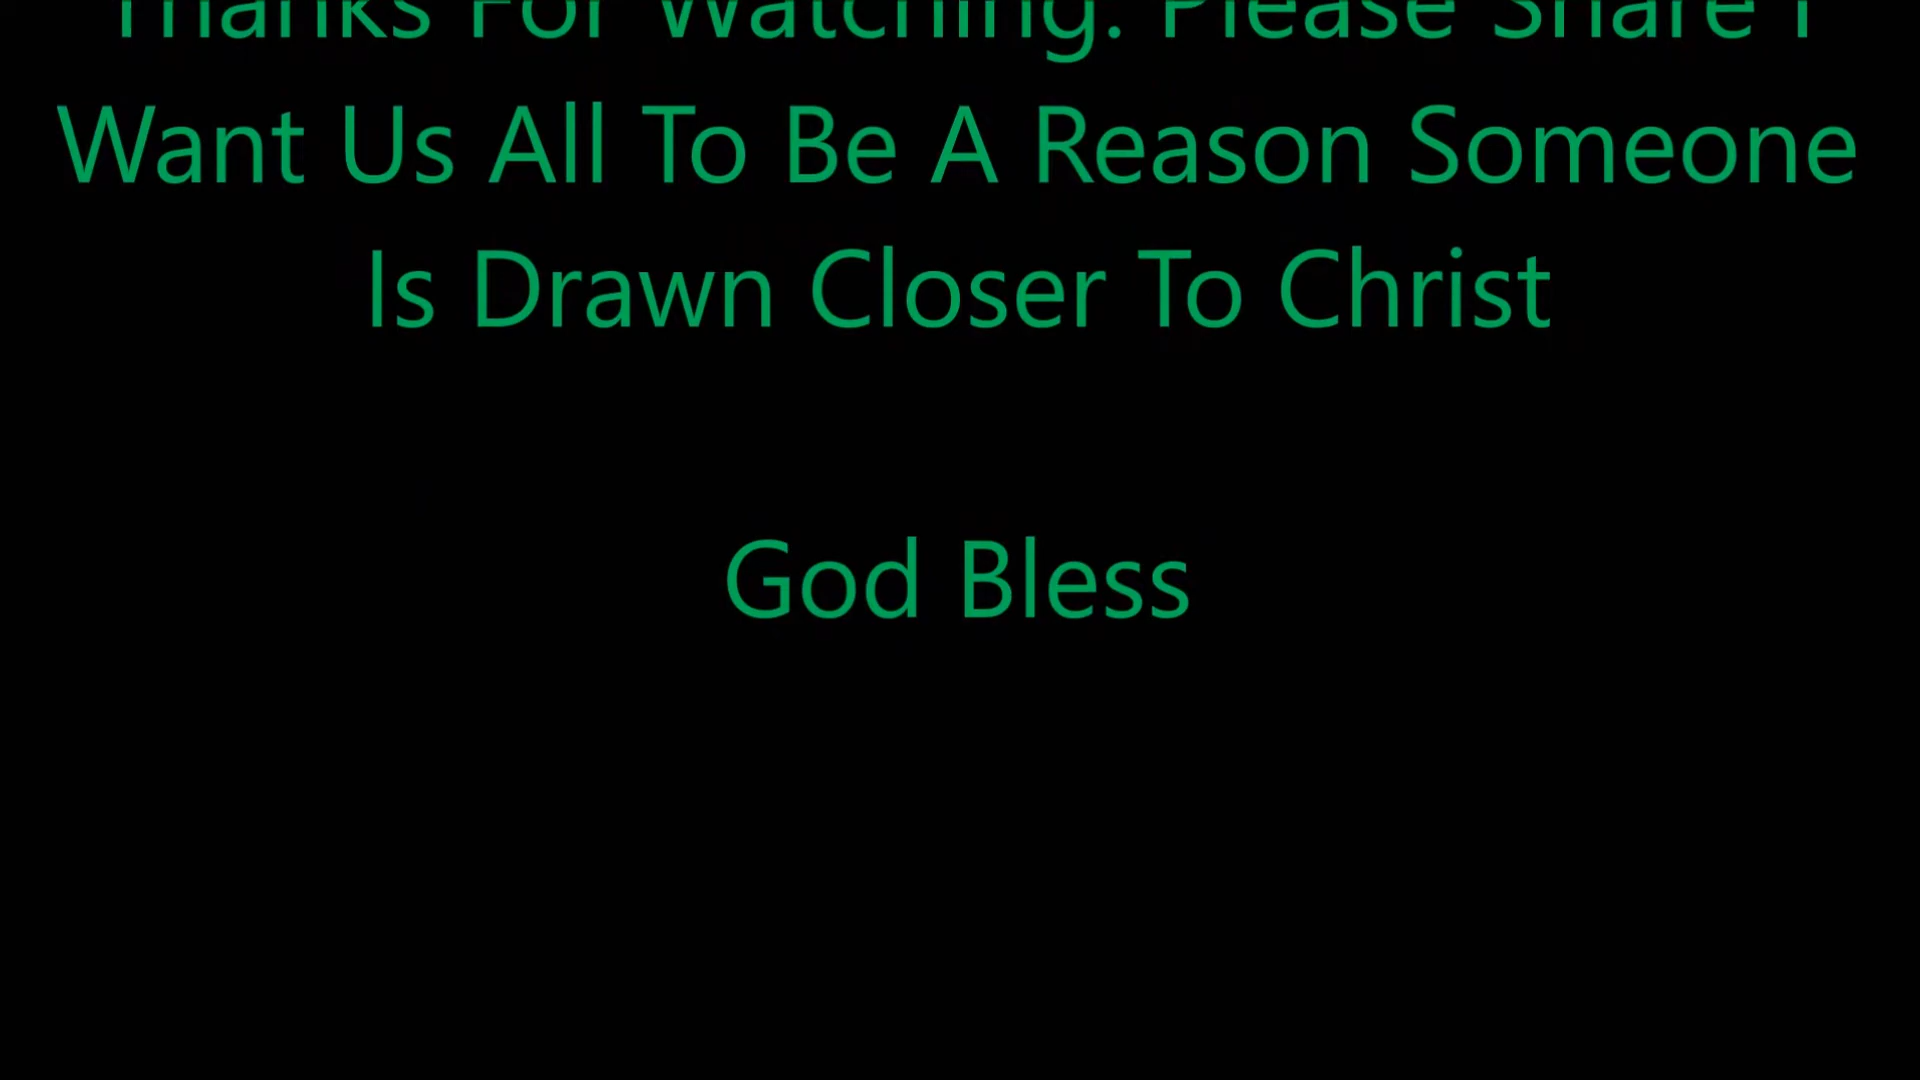 Thanks For Watching. Please Share I
Want Us All To Be A Reason Someone
Is Drawn Closer To Christ
God Bless